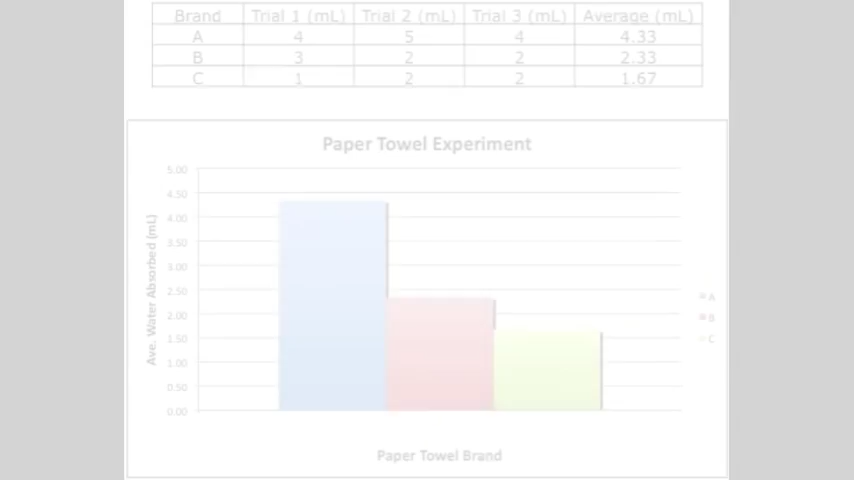 Brand Trial 1 (mL) Trial 2 (mL) Trial 3 (mL) Average (mL)
A 4 5 4 4.33
B 3 2 2 2.33
C 1 2 2 1.67
Paper Towel Experiment
5.00
4.50
4.00
3.50
3.00
2.50
2.00
1.50
1.00
0.50
0.00
Ave. Water Absorbed (mL)
A
B
C
Paper Towel Brand